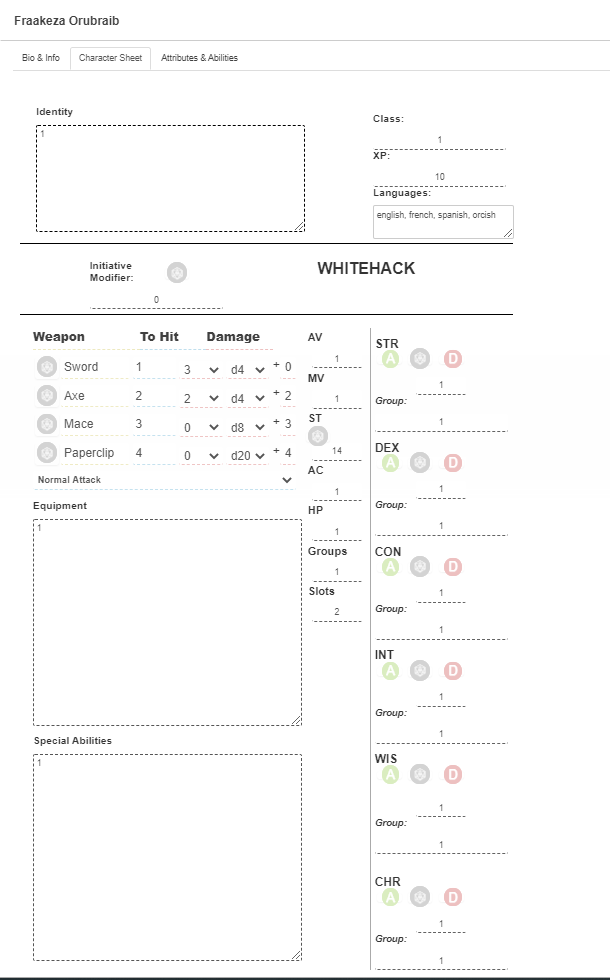 Fraakeza Orubraib
Bio & Info Character Sheet Attributes & Abilities
Identity
1
Class:
1
XP:
10
Languages:
english, french, spanish, orcish
Initiative
Modifier:
0
WHITEHACK
Weapon To Hit Damage
Sword 1 3 d4 + 0
Axe 2 2 d4 + 2
Mace 3 0 d8 + 3
Paperclip 4 0 d20 + 4
Normal Attack
Equipment
1
Special Abilities
1
AV
1
MV
1
ST
14
AC
1
HP
1
Groups
1
Slots
2
STR
A D
1
Group:
1
DEX
A D
1
Group:
1
CON
A D
1
Group:
1
INT
A D
1
Group:
1
WIS
A D
1
Group:
1
CHR
A D
1
Group:
1